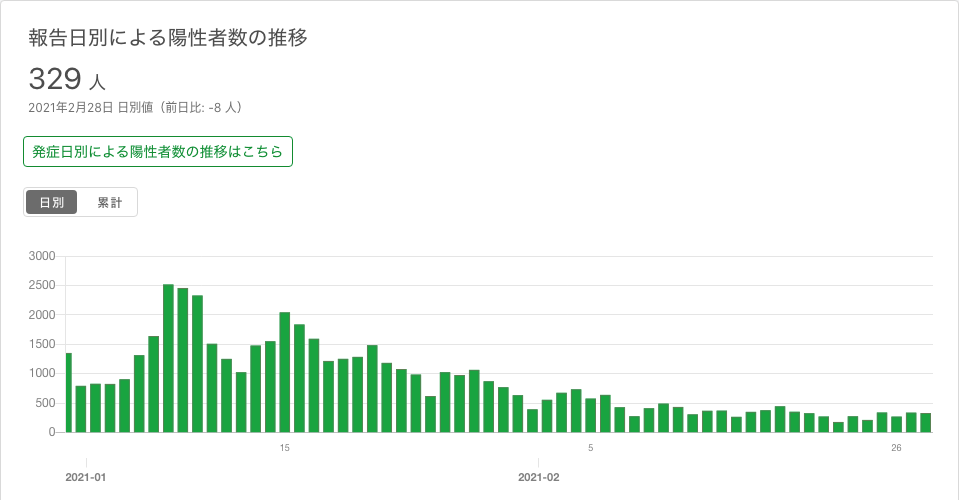 報告日別による陽性者数の推移
329 人
2021年2月28日 日別値（前日比: -8 人）
発症日別による陽性者数の推移はこちら
日別 累計
3000
2500
2000
1500
1000
500
0
15 5 26
2021-01 2021-02